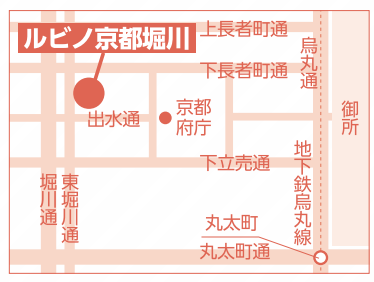 ルビノ京都堀川
上長者町通
下長者町通
烏丸通
御所
出水通
京都
府庁
下立売通
地下鉄烏丸線
堀川通
東堀川通
丸太町
丸太町通